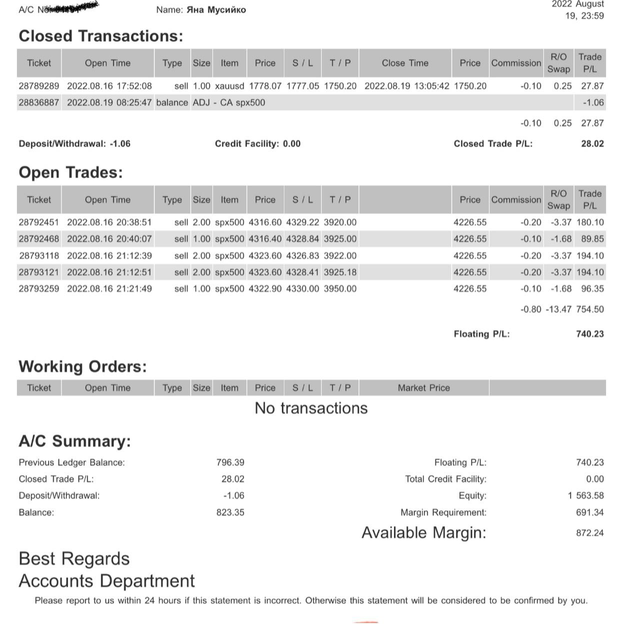 2022 August
A/C No: Name: Яна Мусийко 19, 23:59
Closed Transactions:
Ticket Open Time Type Size Item Price S / L T / P Close Time Price Commission R/O Swap Trade P/L
28789289 2022.08.16 17:52:08 sell 1.00 xauusd 1778.07 1777.05 1750.20 2022.08.19 13:05:42 1750.20 -0.10 0.25 27.87
28836887 2022.08.19 08:25:47 balance ADJ - CA spx500 -1.06
-0.10 0.25 27.87
Deposit/Withdrawal: -1.06 Credit Facility: 0.00 Closed Trade P/L: 28.02
Open Trades:
Ticket Open Time Type Size Item Price S / L T / P Price Commission R/O Swap Trade P/L
28792451 2022.08.16 20:38:51 sell 2.00 spx500 4316.60 4329.22 3920.00 4226.55 -0.20 -3.37 180.10
28792468 2022.08.16 20:40:07 sell 1.00 spx500 4316.40 4328.84 3925.00 4226.55 -0.10 -1.68 89.85
28793118 2022.08.16 21:12:39 sell 2.00 spx500 4323.60 4326.83 3922.00 4226.55 -0.20 -3.37 194.10
28793121 2022.08.16 21:12:51 sell 2.00 spx500 4323.60 4328.41 3925.18 4226.55 -0.20 -3.37 194.10
28793259 2022.08.16 21:21:49 sell 1.00 spx500 4322.90 4330.00 3950.00 4226.55 -0.10 -1.68 96.35
-0.80 -13.47 754.50
Floating P/L: 740.23
Working Orders:
Ticket Open Time Type Size Item Price S / L T / P Market Price
No transactions
A/C Summary:
Previous Ledger Balance: 796.39 Floating P/L: 740.23
Closed Trade P/L: 28.02 Total Credit Facility: 0.00
Deposit/Withdrawal: -1.06 Equity: 1 563.58
Balance: 823.35 Margin Requirement: 691.34
Available Margin: 872.24
Best Regards
Accounts Department
Please report to us within 24 hours if this statement is incorrect. Otherwise this statement will be considered to be confirmed by you.